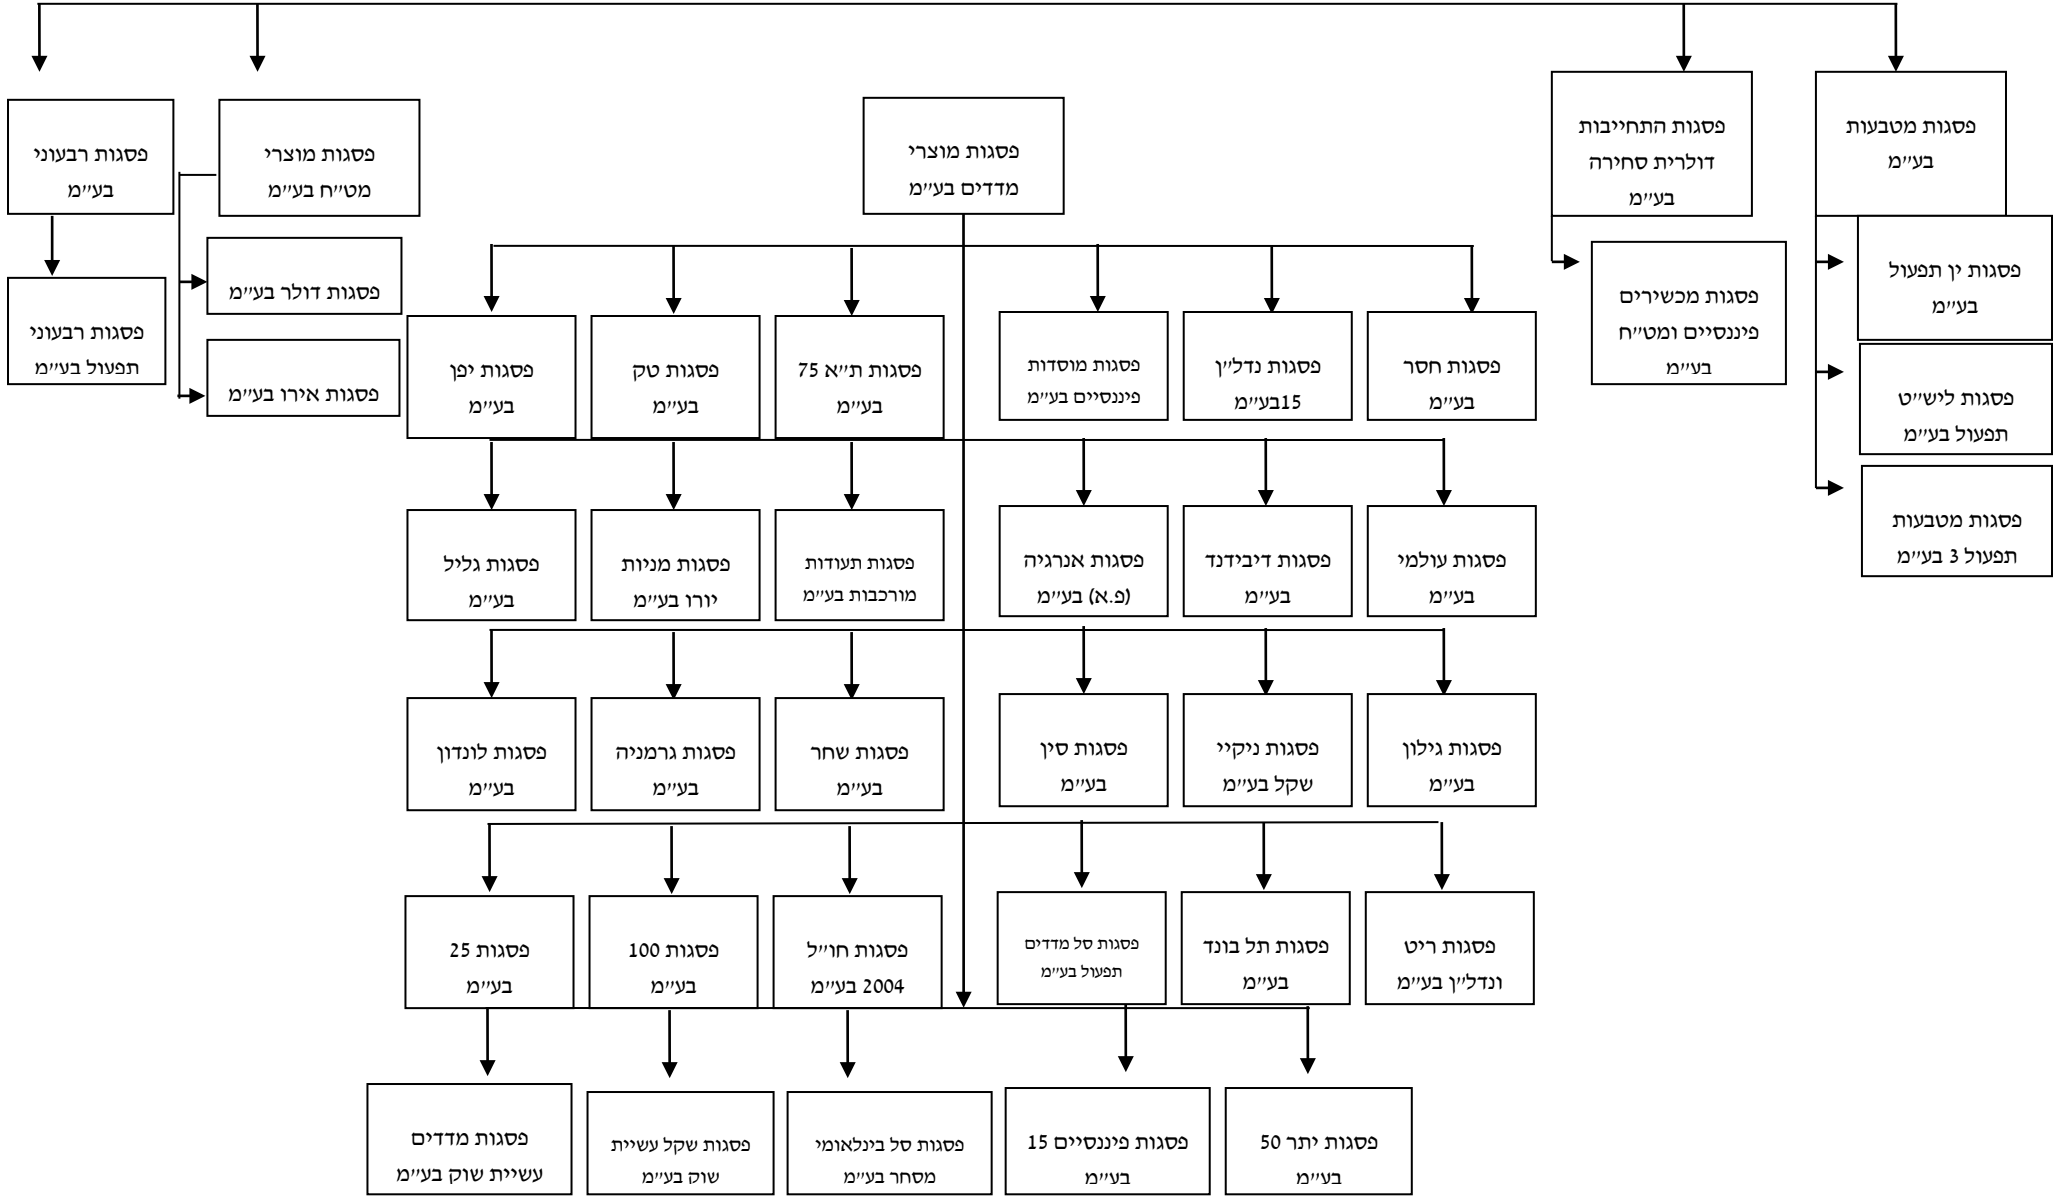 פסגות מטבעות
בע"מ
פסגות התחייבות
דולרית סחירה
בע"מ
פסגות מוצרי
מדדים בע"מ
פסגות מוצרי
מט"ח בע"מ
פסגות רבעוני
בע"מ
פסגות ין תפעול
בע"מ
פסגות ליש"ט
תפעול בע"מ
פסגות מטבעות
תפעול 3 בע"מ
פסגות מכשירים
פיננסיים ומט"ח
בע"מ
פסגות דולר בע"מ
פסגות אירו בע"מ
פסגות רבעוני
תפעול בע"מ
פסגות חסר
בע"מ
פסגות נדל"ן
15בע"מ
פסגות מוסדות
פיננסיים בע"מ
פסגות ת"א 75
בע"מ
פסגות טק
בע"מ
פסגות יפן
בע"מ
פסגות עולמי
בע"מ
פסגות דיבידנד
בע"מ
פסגות אנרגיה
(פ.א) בע"מ
פסגות תעודות
מורכבות בע"מ
פסגות מניות
יורו בע"מ
פסגות גליל
בע"מ
פסגות גילון
בע"מ
פסגות ניקיי
שקל בע"מ
פסגות סין
בע"מ
פסגות שחר
בע"מ
פסגות גרמניה
בע"מ
פסגות לונדון
בע"מ
פסגות ריט
ונדל"ן בע"מ
פסגות תל בונד
בע"מ
פסגות סל מדדים
תפעול בע"מ
פסגות חו"ל
2004 בע"מ
פסגות 100
בע"מ
פסגות 25
בע"מ
פסגות יתר 50
בע"מ
פסגות פיננסיים 15
בע"מ
פסגות סל בינלאומי
מסחר בע"מ
פסגות שקל עשיית
שוק בע"מ
פסגות מדדים
עשיית שוק בע"מ